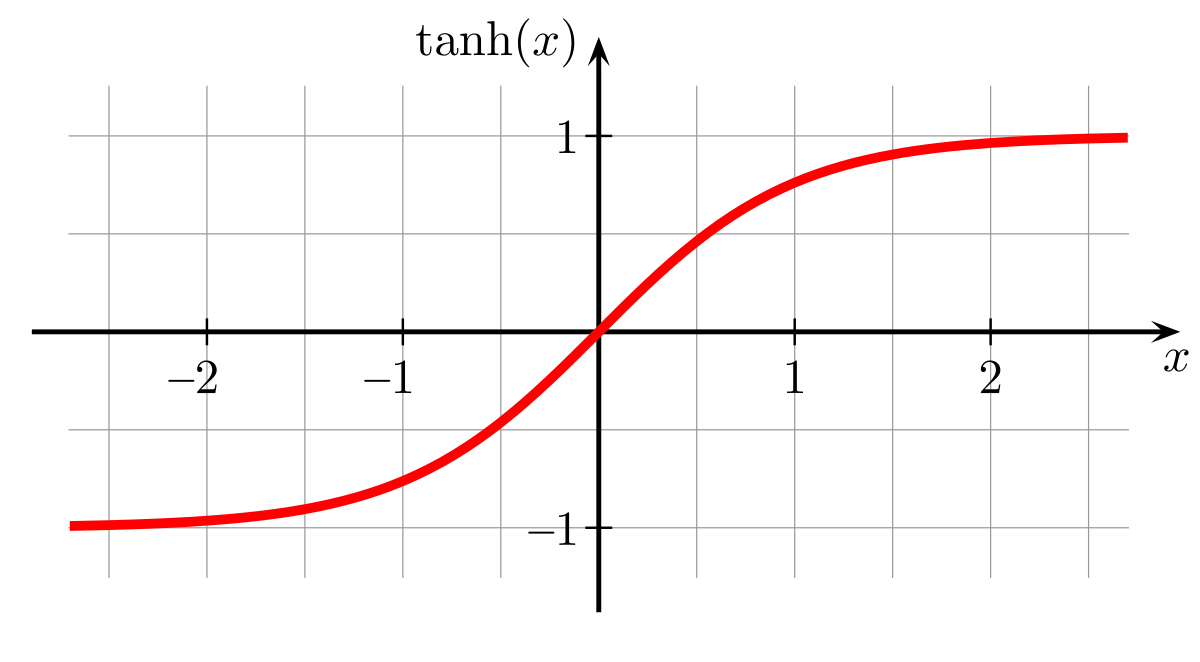 tanh(x)
1
–2 –1 1 2
x
–1